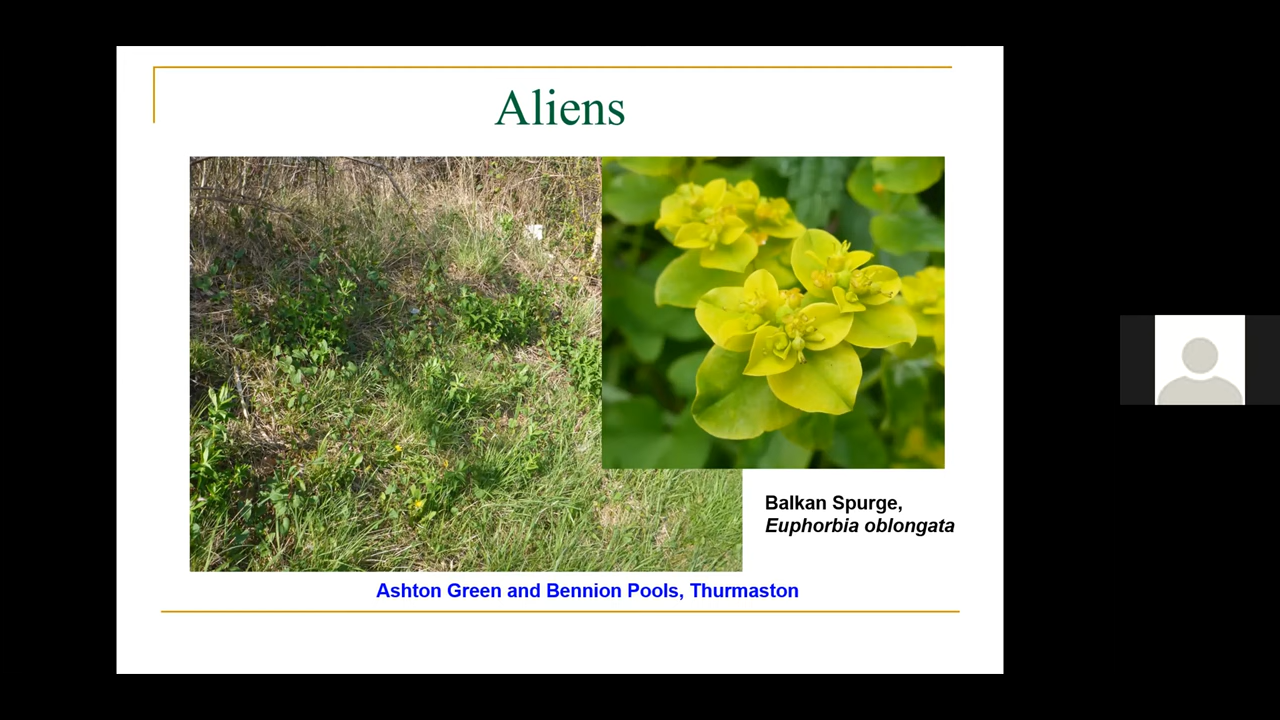 Aliens
Balkan Spurge,
Euphorbia oblongata
Ashton Green and Bennion Pools, Thurmaston